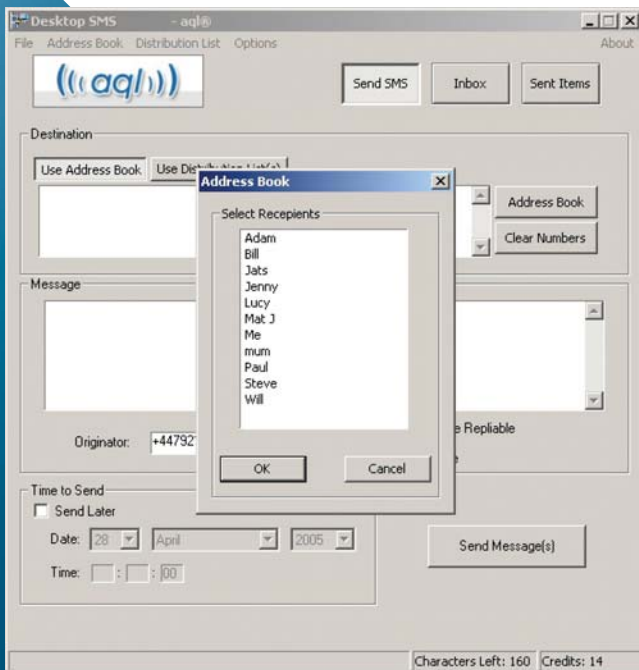 Desktop SMS - aql®
File Address Book Distribution List Options About
(((aql)))
Send SMS Inbox Sent Items
Destination
Use Address Book Use
Address Book
Select Recepients
Adam
Bill
Jats
Jenny
Lucy
Mat J
Me
mum
Paul
Steve
Will
OK Cancel
Address Book
Clear Numbers
Message
Originator: +44792
Repliable
Time to Send
Send Later
Date: 28 April 2005
Time: : : 00
Send Message(s)
Characters Left: 160 Credits: 14